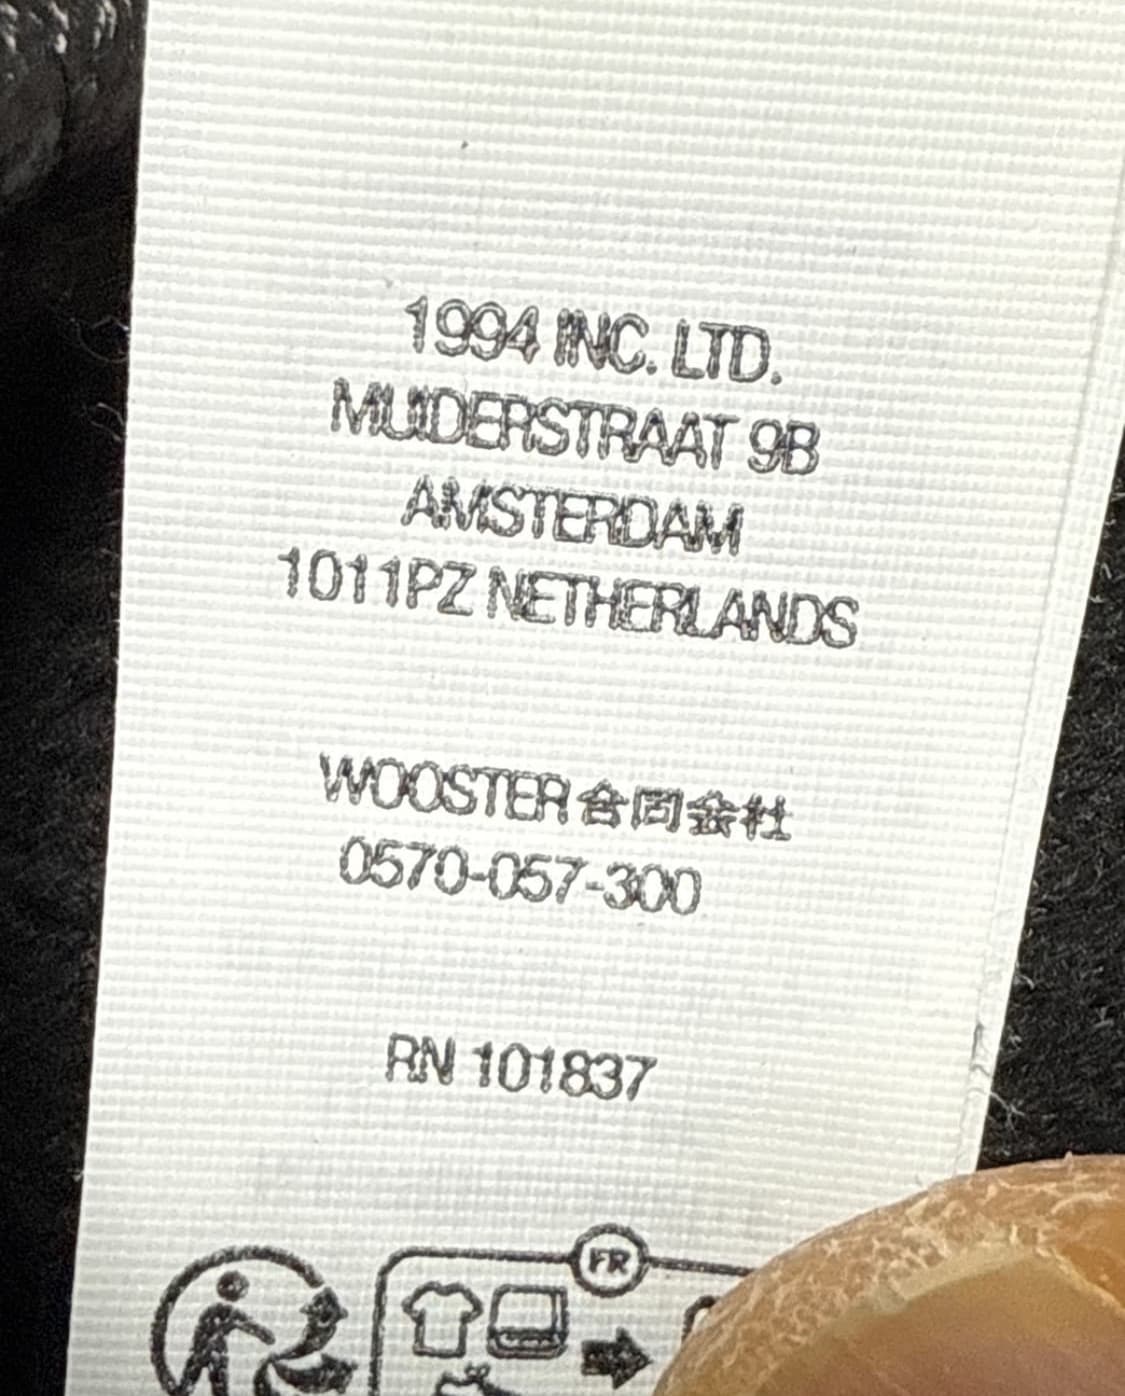 1994 INC. LTD.
MUIDERSTRAAT 9B
AMSTERDAM
1011PZ NETHERLANDS
WOOSTER合同会社
0570-057-300
RN 101837
FR